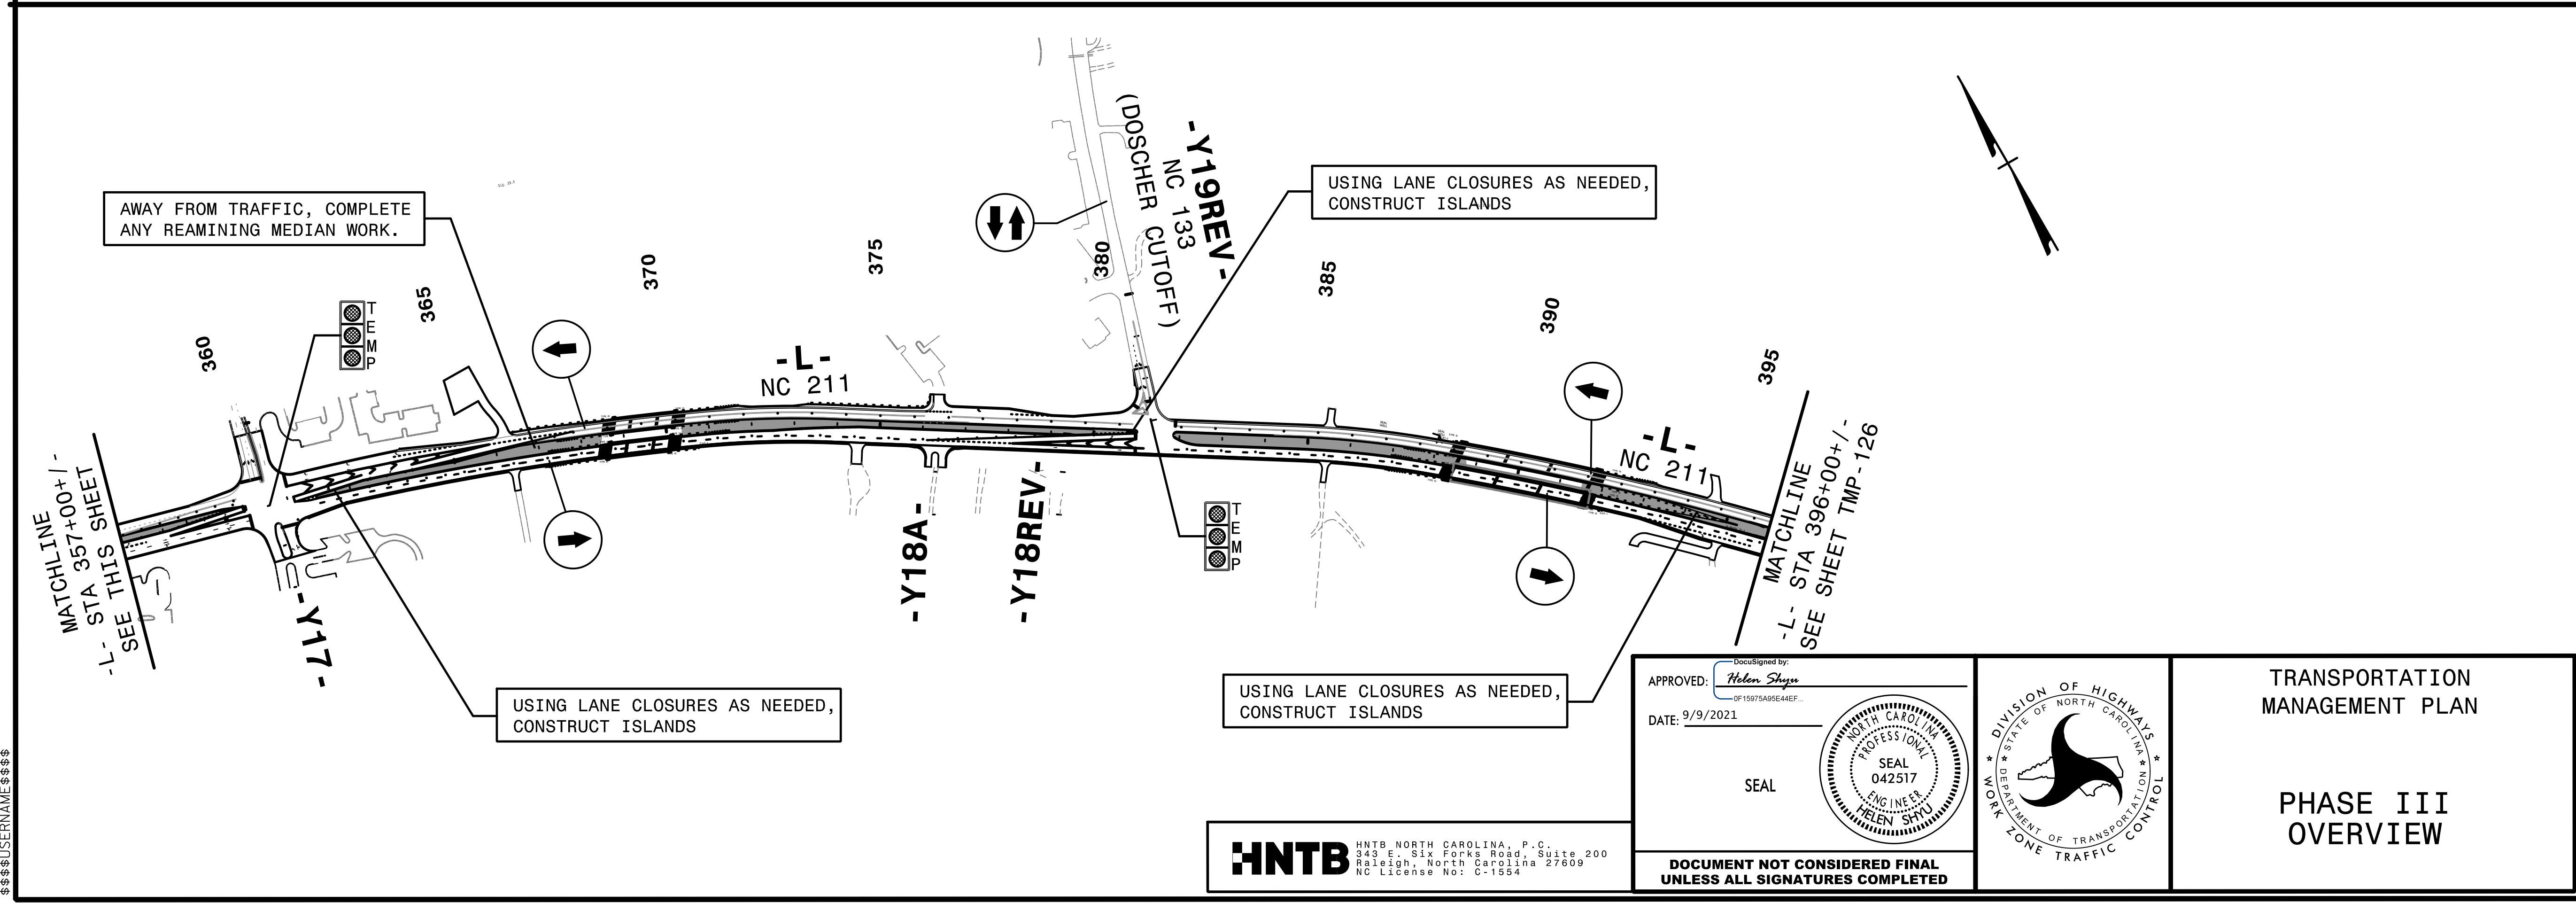 AWAY FROM TRAFFIC, COMPLETE
ANY REAMINING MEDIAN WORK.
USING LANE CLOSURES AS NEEDED,
CONSTRUCT ISLANDS
(DOSCHER CUTOFF)
NC 133
-Y19REV-
360
365
370
375
380
385
390
395
TEMP
-L-
NC 211
-L-
NC 211
MATCHLINE
-L- STA 357+00+/-
SEE THIS SHEET
-Y17-
-Y18A-
-Y18REV-
TEMP
MATCHLINE
-L- STA 396+00+/-
SEE SHEET TMP-126
USING LANE CLOSURES AS NEEDED,
CONSTRUCT ISLANDS
USING LANE CLOSURES AS NEEDED,
CONSTRUCT ISLANDS
$$$$USERNAME$$$$
HNTB
HNTB NORTH CAROLINA, P.C.
343 E. Six Forks Road, Suite 200
Raleigh, North Carolina 27609
NC License No: C-1554
DocuSigned by:
APPROVED: Helen Shyu
0F15975A95E44EF...
DATE: 9/9/2021
SEAL
NORTH CAROLINA
PROFESSIONAL
SEAL
042517
ENGINEER
HELEN SHYU
DOCUMENT NOT CONSIDERED FINAL
UNLESS ALL SIGNATURES COMPLETED
DIVISION OF HIGHWAYS
STATE OF NORTH CAROLINA
DEPARTMENT OF TRANSPORTATION
WORK ZONE TRAFFIC CONTROL
TRANSPORTATION
MANAGEMENT PLAN
PHASE III
OVERVIEW